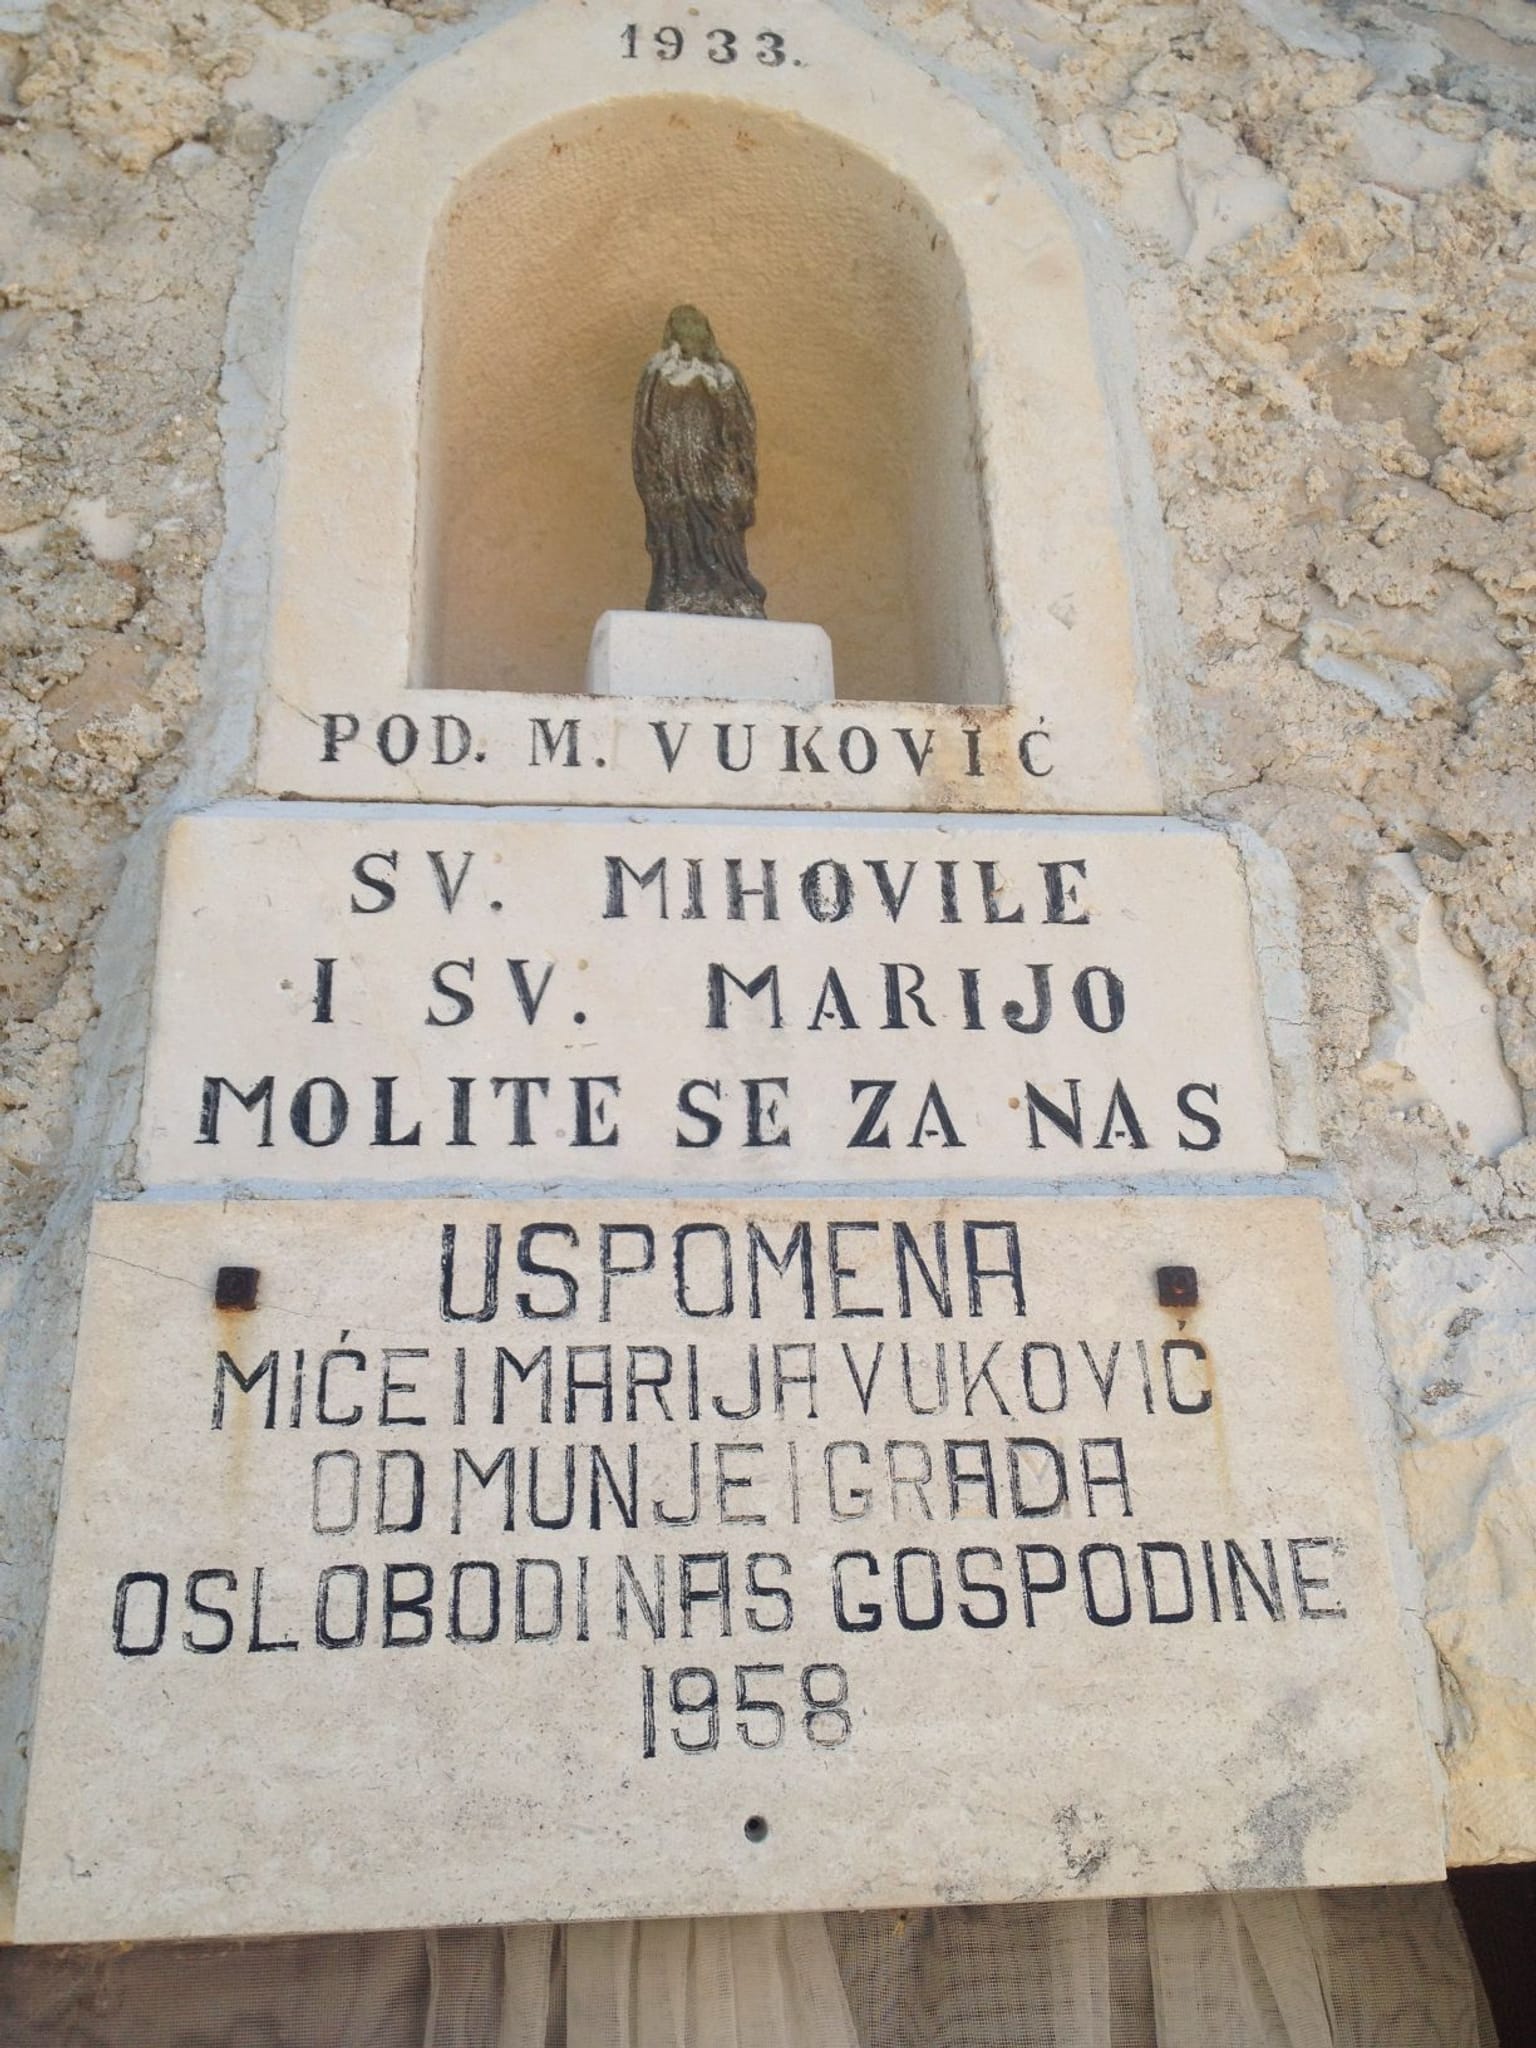 1933.
POD. M. VUKOVIĆ
SV. MIHOVILE
I SV. MARIJO
MOLITE SE ZA NAS
USPOMENA
MIĆE I MARIJA VUKOVIĆ
OD MUNJE I GRADA
OSLOBODI NAS GOSPODINE
1958